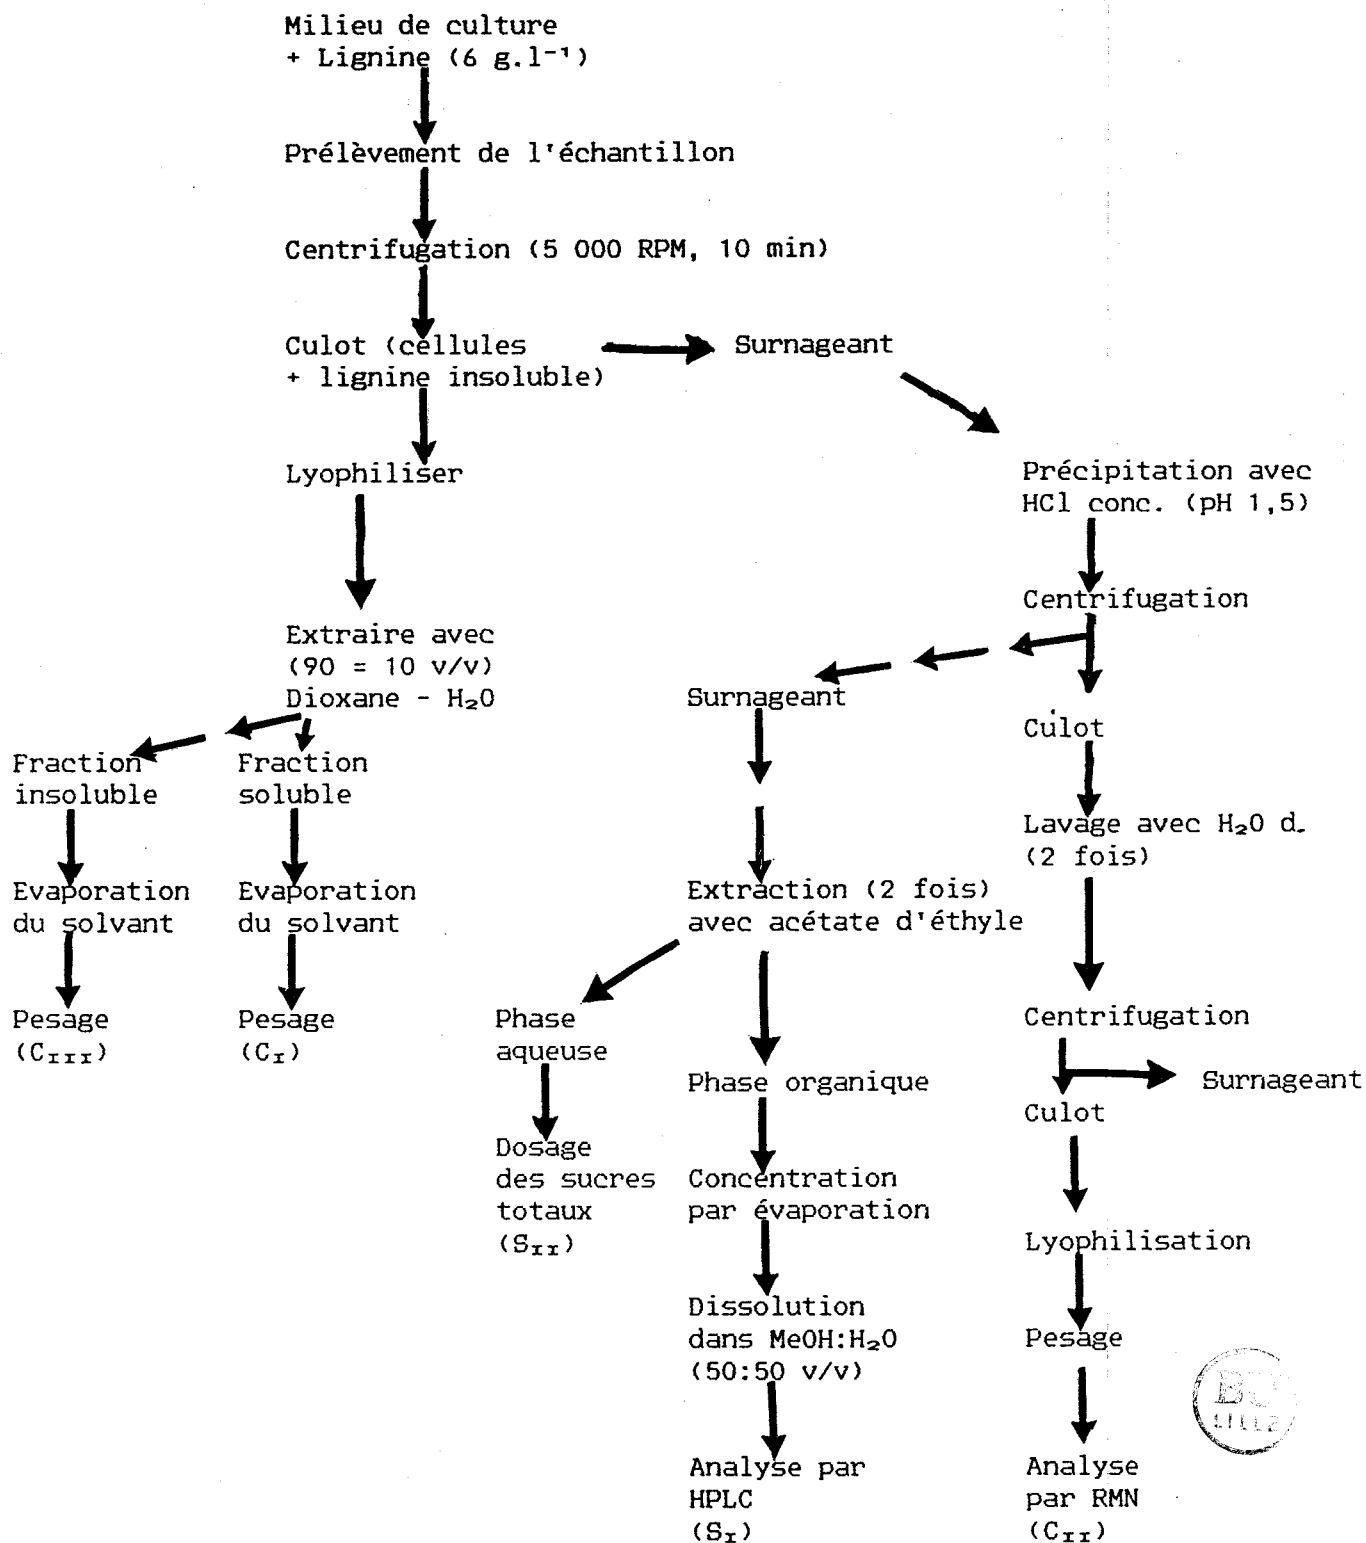 Milieu de culture
+ Lignine (6 g.l⁻¹)
Prélèvement de l'échantillon
Centrifugation (5 000 RPM, 10 min)
Culot (cellules
+ lignine insoluble)
Surnageant
Lyophiliser
Extraire avec
(90 = 10 v/v)
Dioxane - H₂O
Fraction
insoluble
Evaporation
du solvant
Pesage
(Cɪɪɪ)
Fraction
soluble
Evaporation
du solvant
Pesage
(Cɪ)
Précipitation avec
HCl conc. (pH 1,5)
Centrifugation
Surnageant
Extraction (2 fois)
avec acétate d'éthyle
Phase
aqueuse
Dosage
des sucres
totaux
(Sɪɪ)
Phase organique
Concentration
par évaporation
Dissolution
dans MeOH:H₂O
(50:50 v/v)
Analyse par
HPLC
(Sɪ)
Culot
Lavage avec H₂O d.
(2 fois)
Centrifugation
Surnageant
Culot
Lyophilisation
Pesage
Analyse
par RMN
(Cɪɪ)
LILLE